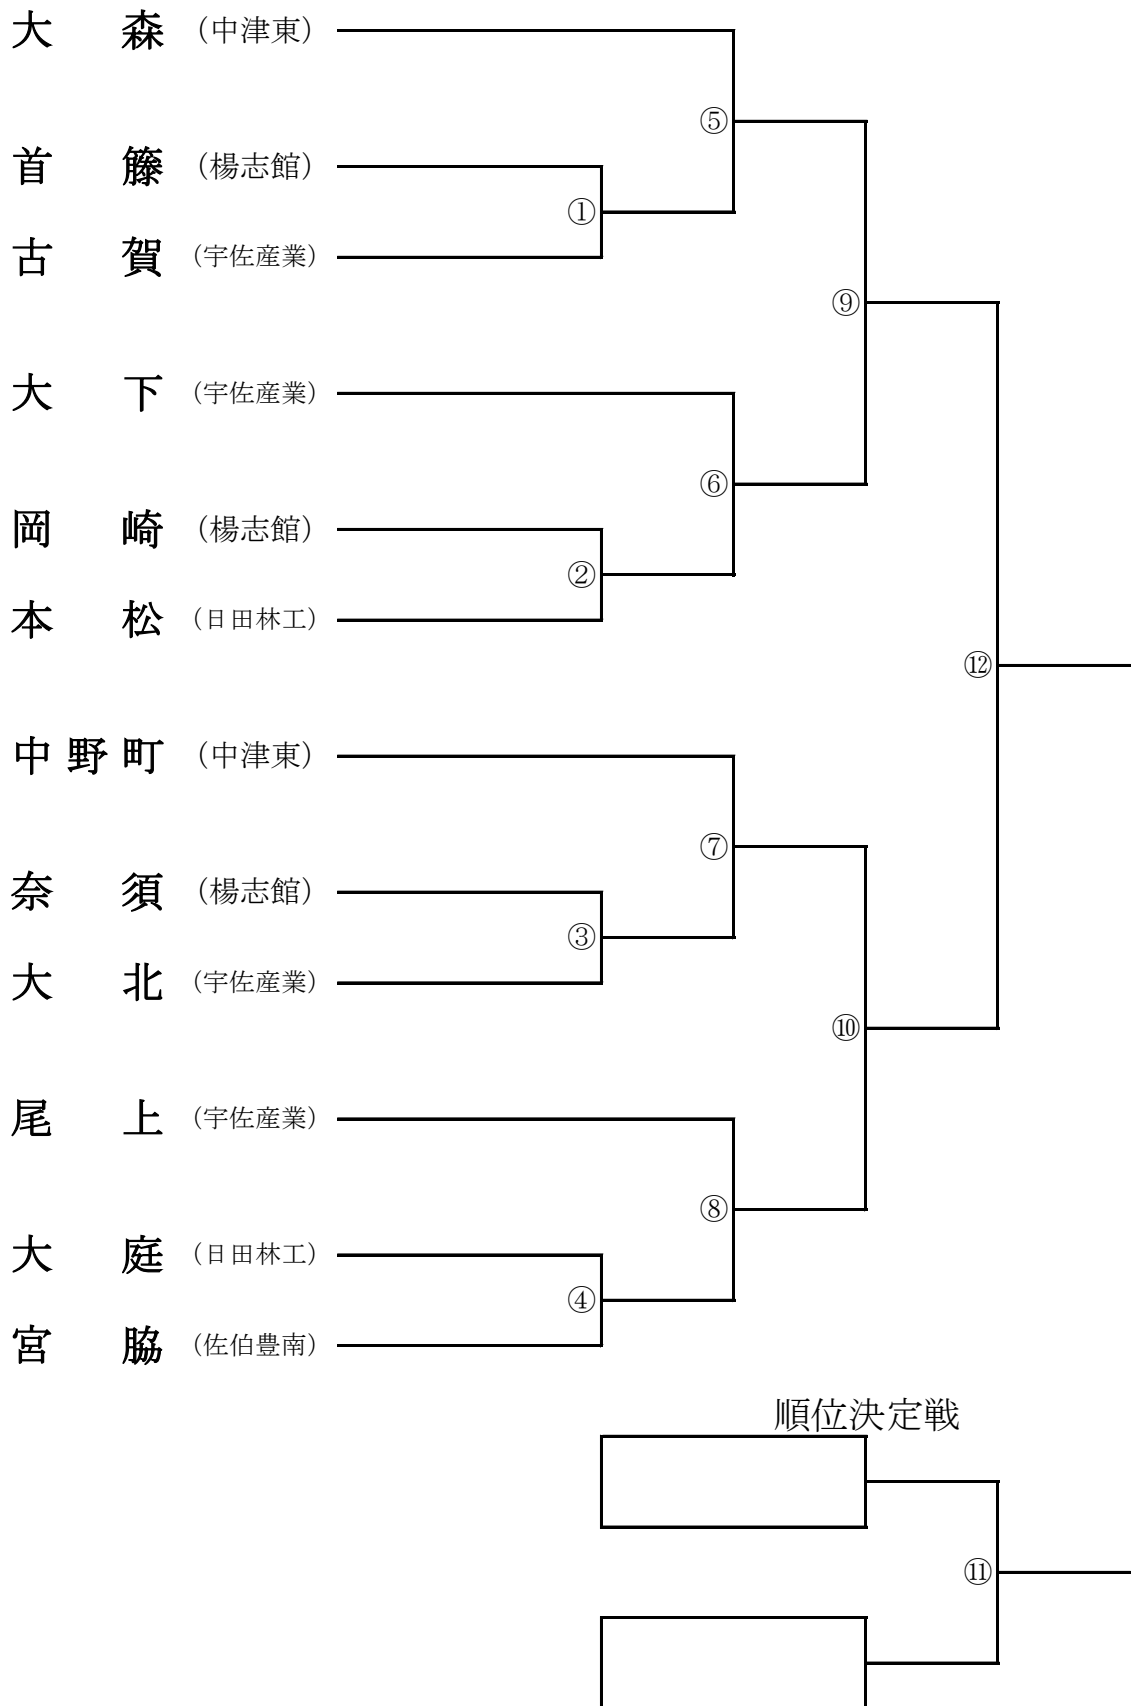 大森（中津東）
⑤
首籐（楊志館）
①
古賀（宇佐産業）
⑨
大下（宇佐産業）
⑥
岡崎（楊志館）
②
本松（日田林工）
⑫
中野町（中津東）
⑦
奈須（楊志館）
③
大北（宇佐産業）
⑩
尾上（宇佐産業）
⑧
大庭（日田林工）
④
宮脇（佐伯豊南）
順位決定戦
⑪